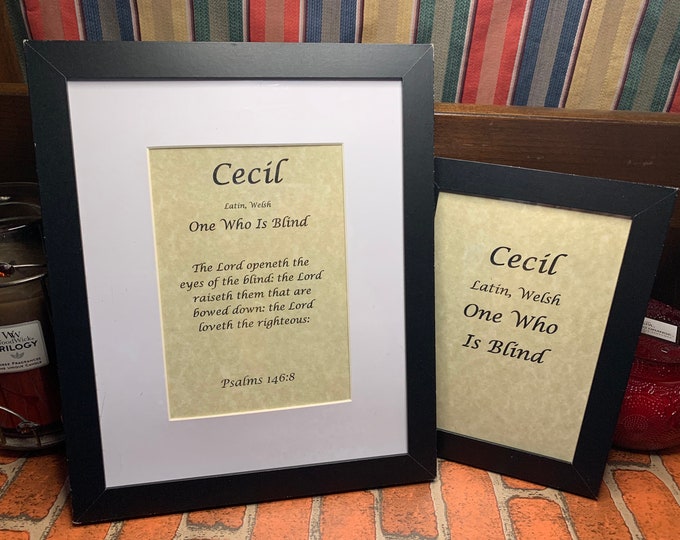 Cecil
Latin, Welsh
One Who Is Blind
The Lord openeth the
eyes of the blind: the Lord
raiseth them that are
bowed down: the Lord
loveth the righteous:
Psalms 146:8
Cecil
Latin, Welsh
One Who
Is Blind
WW
TRILOGY